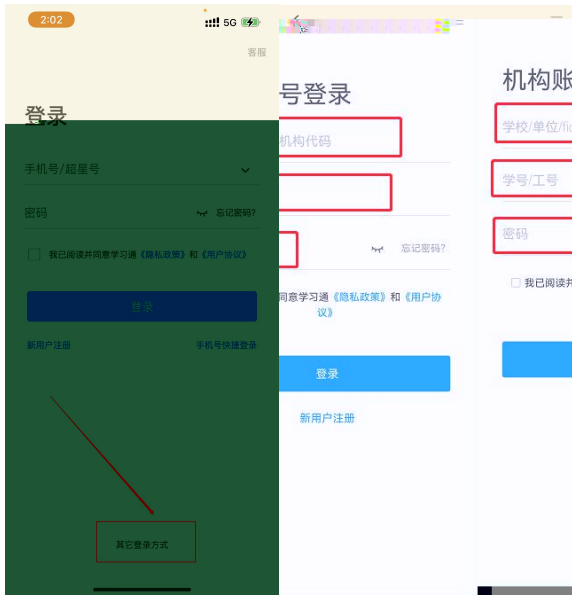 2:02
5G
客服
登录
手机号/超星号
密码
忘记密码?
我已阅读并同意学习通《隐私政策》和《用户协议》
登录
新用户注册
手机号快捷登录
其它登录方式
号登录
机构代码
忘记密码?
同意学习通《隐私政策》和《用户协
议》
登录
新用户注册
机构账
学校/单位/fid
学号/工号
密码
我已阅读并